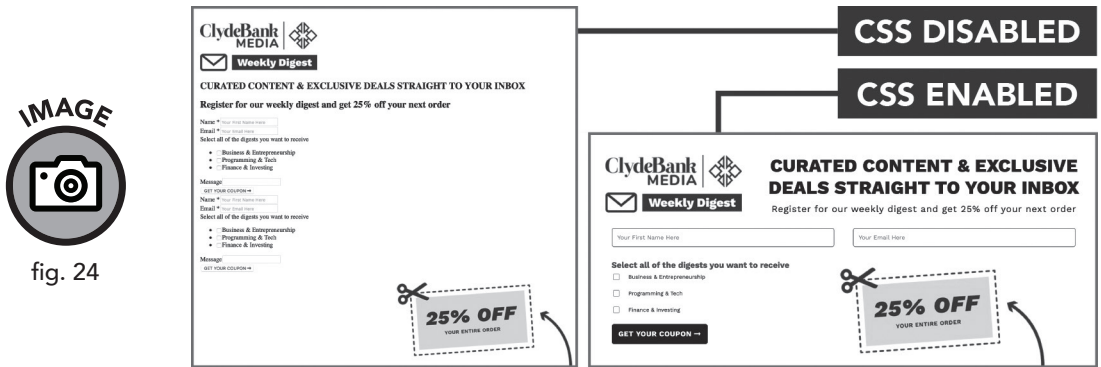 IMAGE
fig. 24
CSS DISABLED
CSS ENABLED
ClydeBank
MEDIA
Weekly Digest
CURATED CONTENT & EXCLUSIVE DEALS STRAIGHT TO YOUR INBOX
Register for our weekly digest and get 25% off your next order
Name * Your First Name Here
Email * Your Email Here
Select all of the digests you want to receive
Business & Entrepreneurship
Programming & Tech
Finance & Investing
Message
GET YOUR COUPON →
Name * Your First Name Here
Email * Your Email Here
Select all of the digests you want to receive
Business & Entrepreneurship
Programming & Tech
Finance & Investing
Message
GET YOUR COUPON →
25% OFF
YOUR ENTIRE ORDER
ClydeBank
MEDIA
Weekly Digest
CURATED CONTENT & EXCLUSIVE
DEALS STRAIGHT TO YOUR INBOX
Register for our weekly digest and get 25% off your next order
Your First Name Here
Your Email Here
Select all of the digests you want to receive
Business & Entrepreneurship
Programming & Tech
Finance & Investing
GET YOUR COUPON →
25% OFF
YOUR ENTIRE ORDER